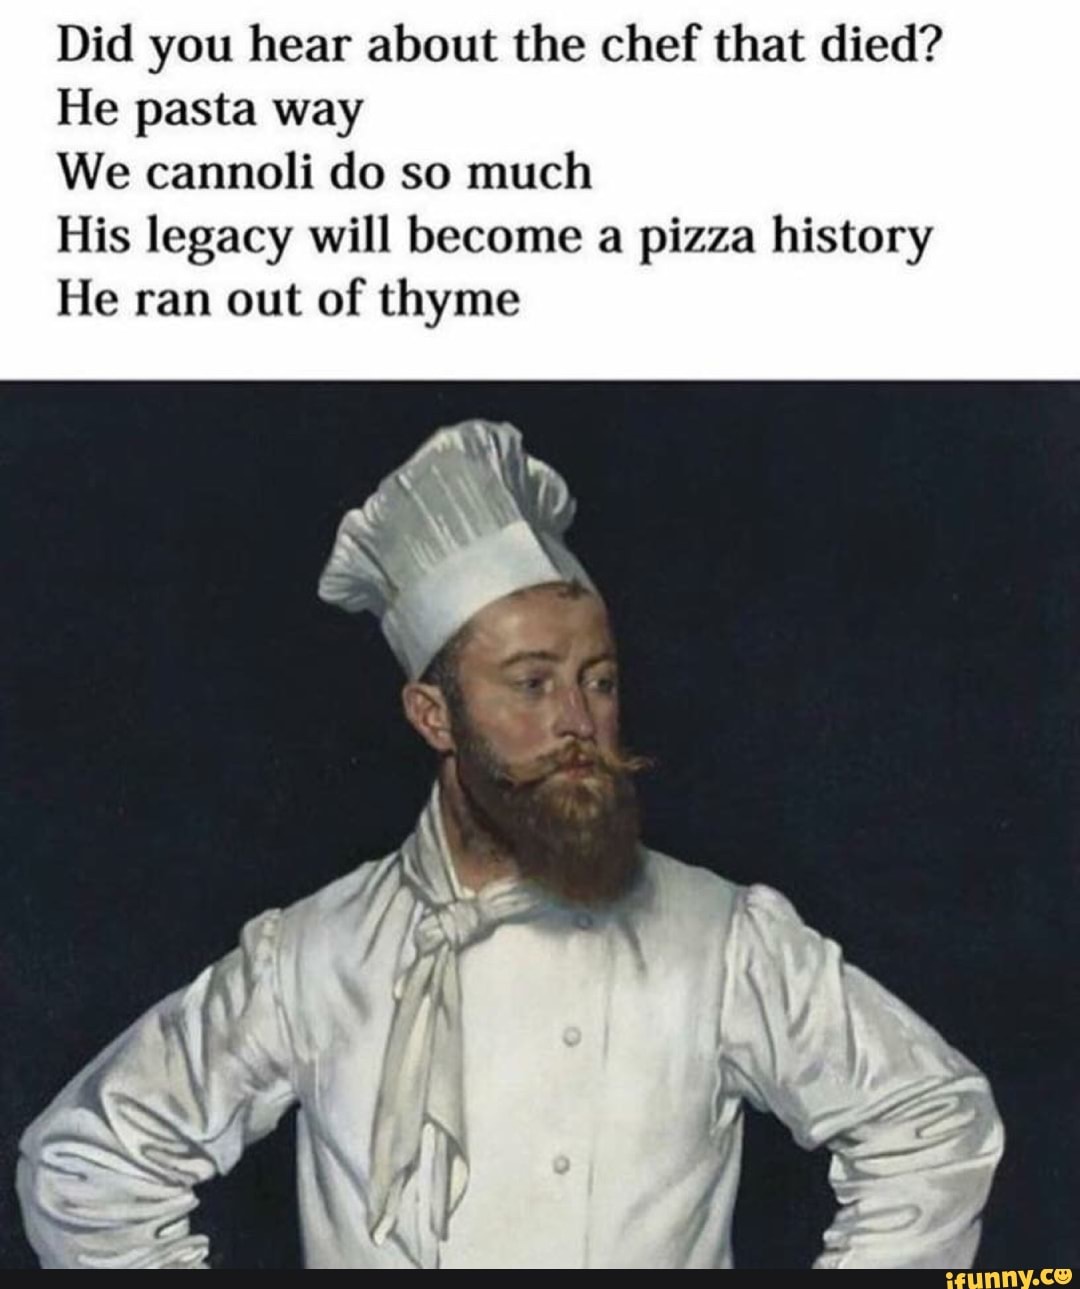 Did you hear about the chef that died?
He pasta way
We cannoli do so much
His legacy will become a pizza history
He ran out of thyme
ifunny.co